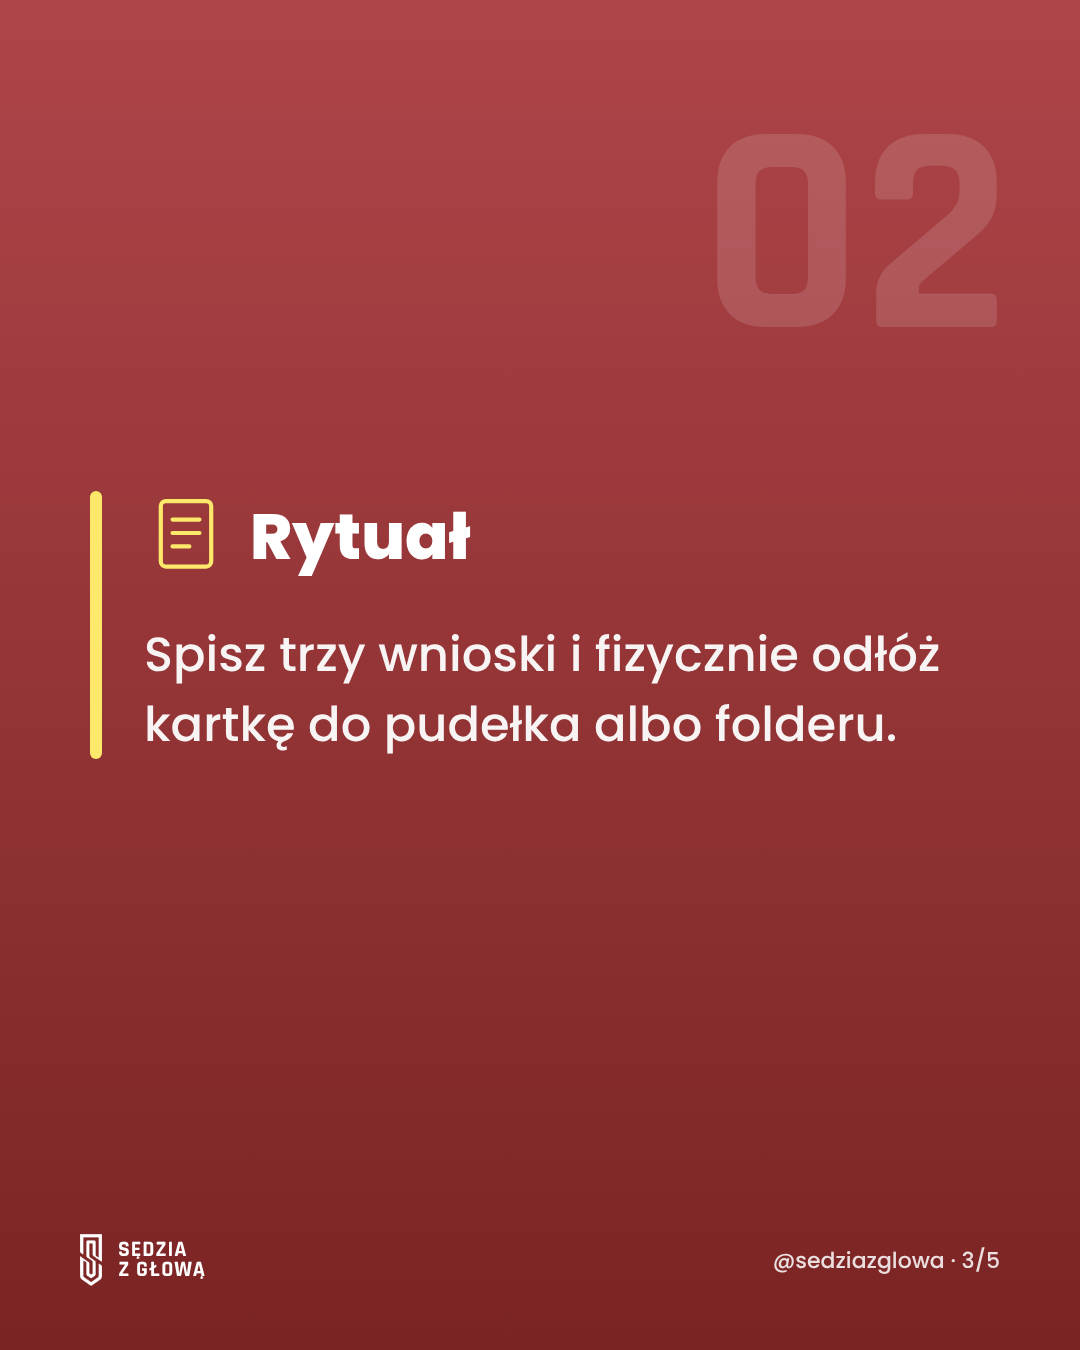 02
Rytuał
Spisz trzy wnioski i fizycznie odłóż
kartkę do pudełka albo folderu.
SĘDZIA
Z GŁOWĄ
@sedziazglowa · 3/5